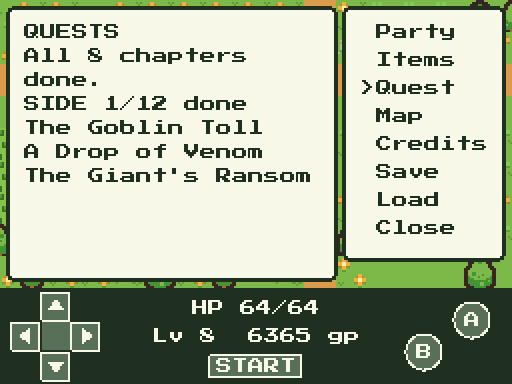 QUESTS
All 8 chapters
done.
SIDE 1/12 done
The Goblin Toll
A Drop of Venom
The Giant's Ransom
Party
Items
>Quest
Map
Credits
Save
Load
Close
HP 64/64
Lv 8 6365 gp
START
A
B